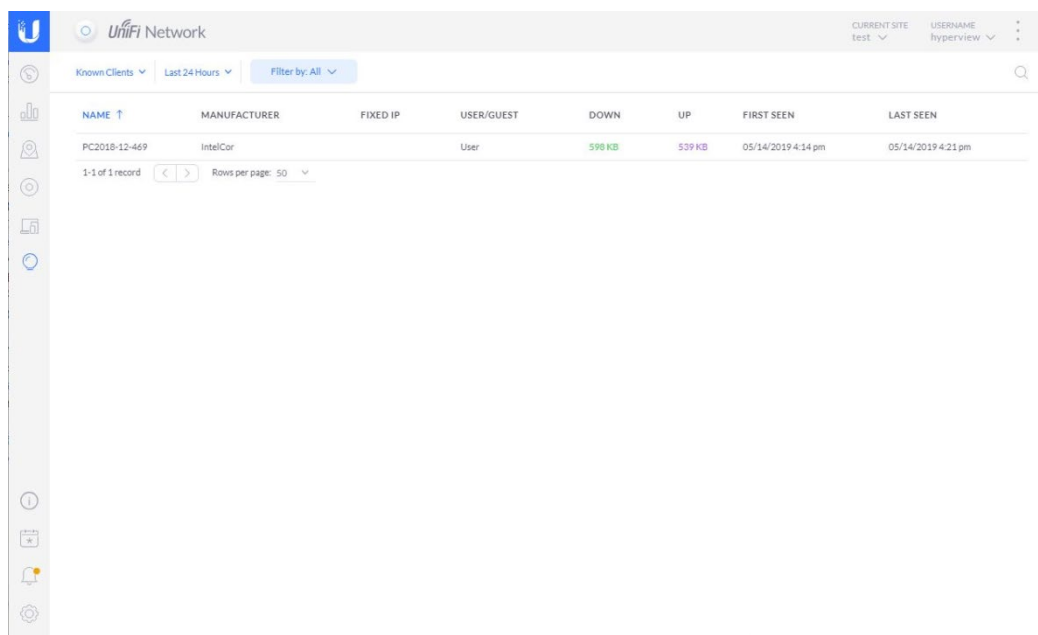 UniFi Network
CURRENT SITE USERNAME
test hyperview
Known Clients Last 24 Hours Filter by: All
NAME ↑ MANUFACTURER FIXED IP USER/GUEST DOWN UP FIRST SEEN LAST SEEN
PC2018-12-469 IntelCor User 598 KB 539 KB 05/14/2019 4:14 pm 05/14/2019 4:21 pm
1-1 of 1 record < > Rows per page: 50